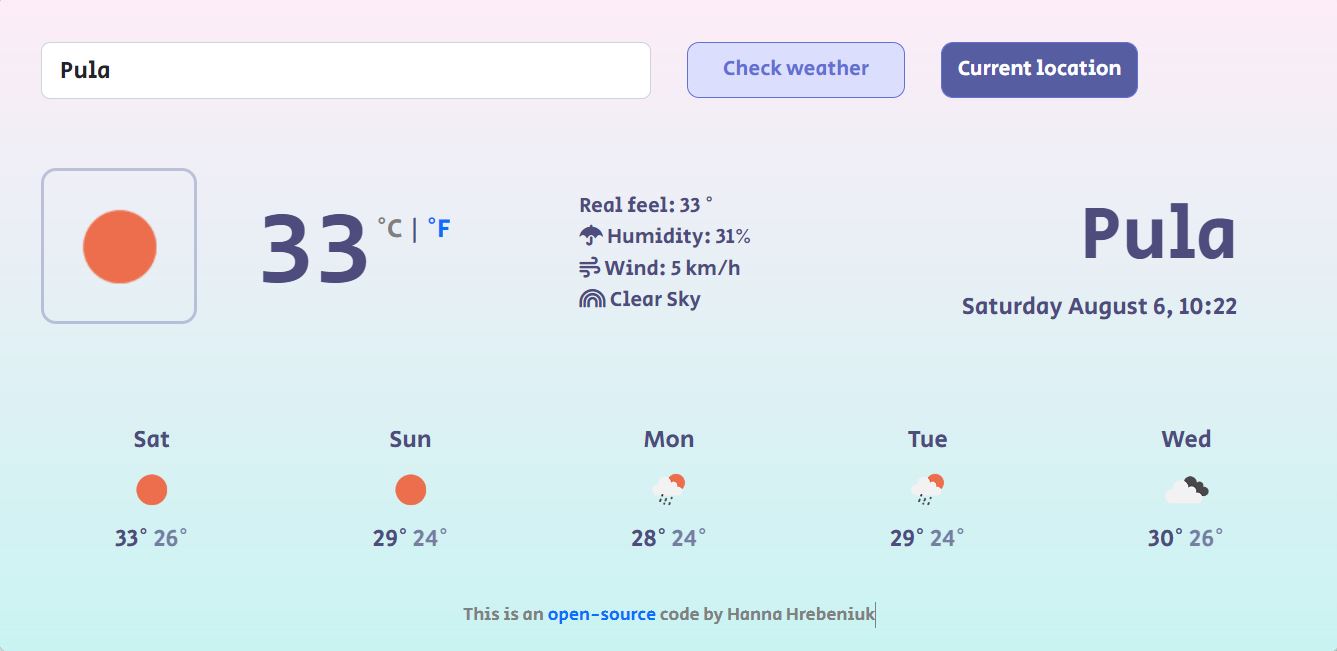 Pula
Check weather
Current location
33 °C | °F
Real feel: 33 °
Humidity: 31%
Wind: 5 km/h
Clear Sky
Pula
Saturday August 6, 10:22
Sat
Sun
Mon
Tue
Wed
33° 26°
29° 24°
28° 24°
29° 24°
30° 26°
This is an open-source code by Hanna Hrebeniuk